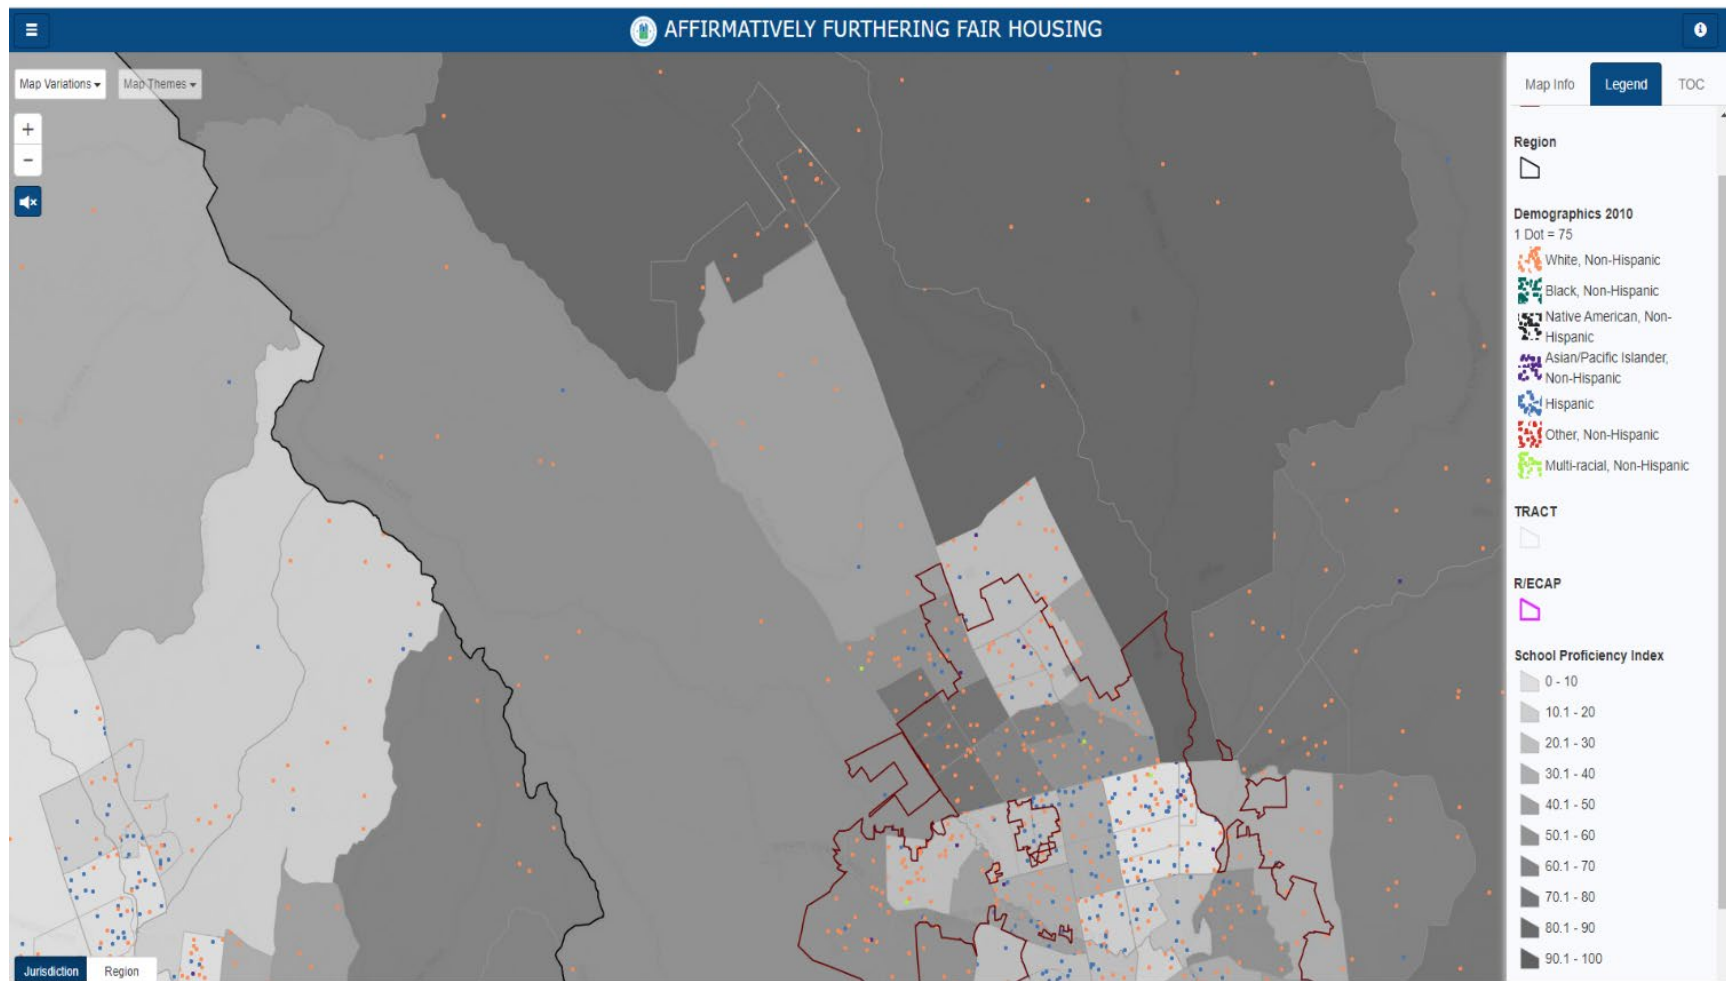 AFFIRMATIVELY FURTHERING FAIR HOUSING
Map Variations
Map Themes
+
−
Map Info
Legend
TOC
Region
Demographics 2010
1 Dot = 75
White, Non-Hispanic
Black, Non-Hispanic
Native American, Non-
Hispanic
Asian/Pacific Islander,
Non-Hispanic
Hispanic
Other, Non-Hispanic
Multi-racial, Non-Hispanic
TRACT
R/ECAP
School Proficiency Index
0 - 10
10.1 - 20
20.1 - 30
30.1 - 40
40.1 - 50
50.1 - 60
60.1 - 70
70.1 - 80
80.1 - 90
90.1 - 100
Jurisdiction
Region